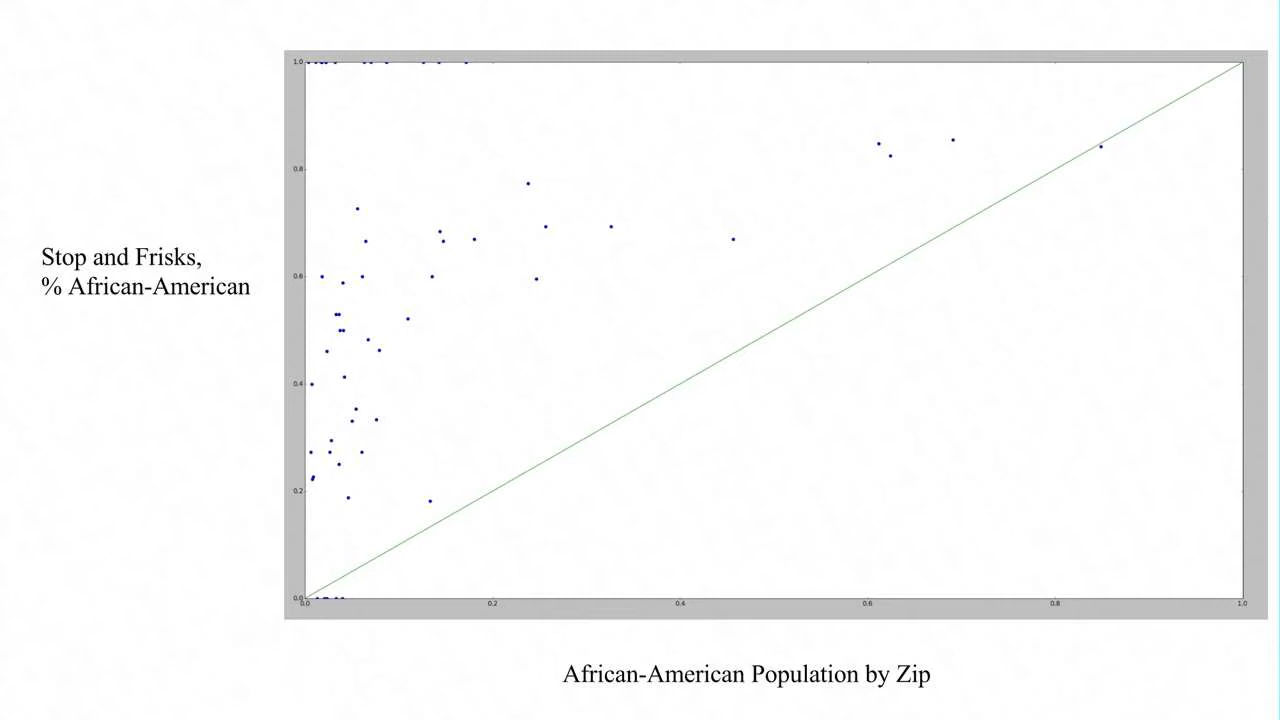 1.0
0.8
Stop and Frisks,
% African-American
0.6
0.4
0.2
0.0
0.0 0.2 0.4 0.6 0.8 1.0
African-American Population by Zip